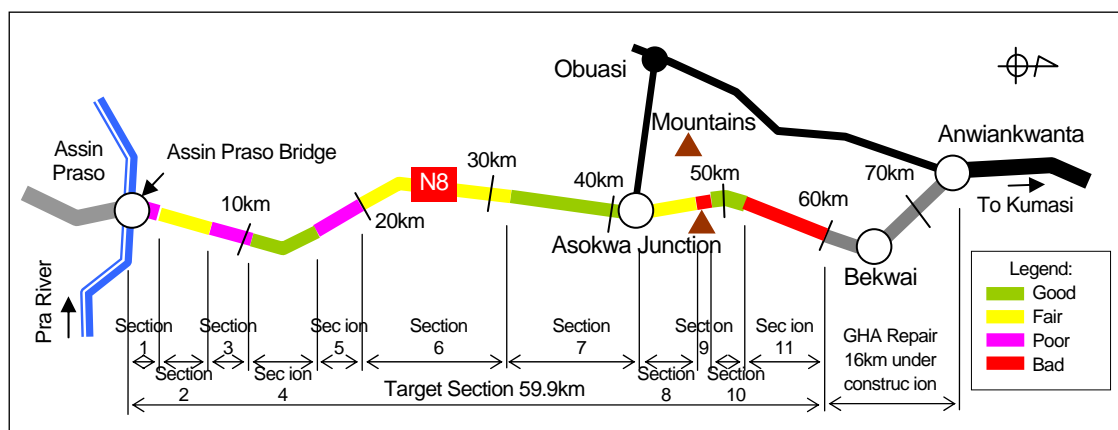 Obuasi
Mountains
Anwiankwanta
Assin
Praso
Assin Praso Bridge
N8
30km
40km
50km
70km
To Kumasi
10km
20km
60km
Asokwa Junction
Bekwai
Pra River
Legend:
Good
Fair
Poor
Bad
Section
1
Section
2
Section
3
Sec ion
4
Section
5
Section
6
Section
7
Section
8
Section
9
Section
10
Sec ion
11
GHA Repair
16km under
construc ion
Target Section 59.9km